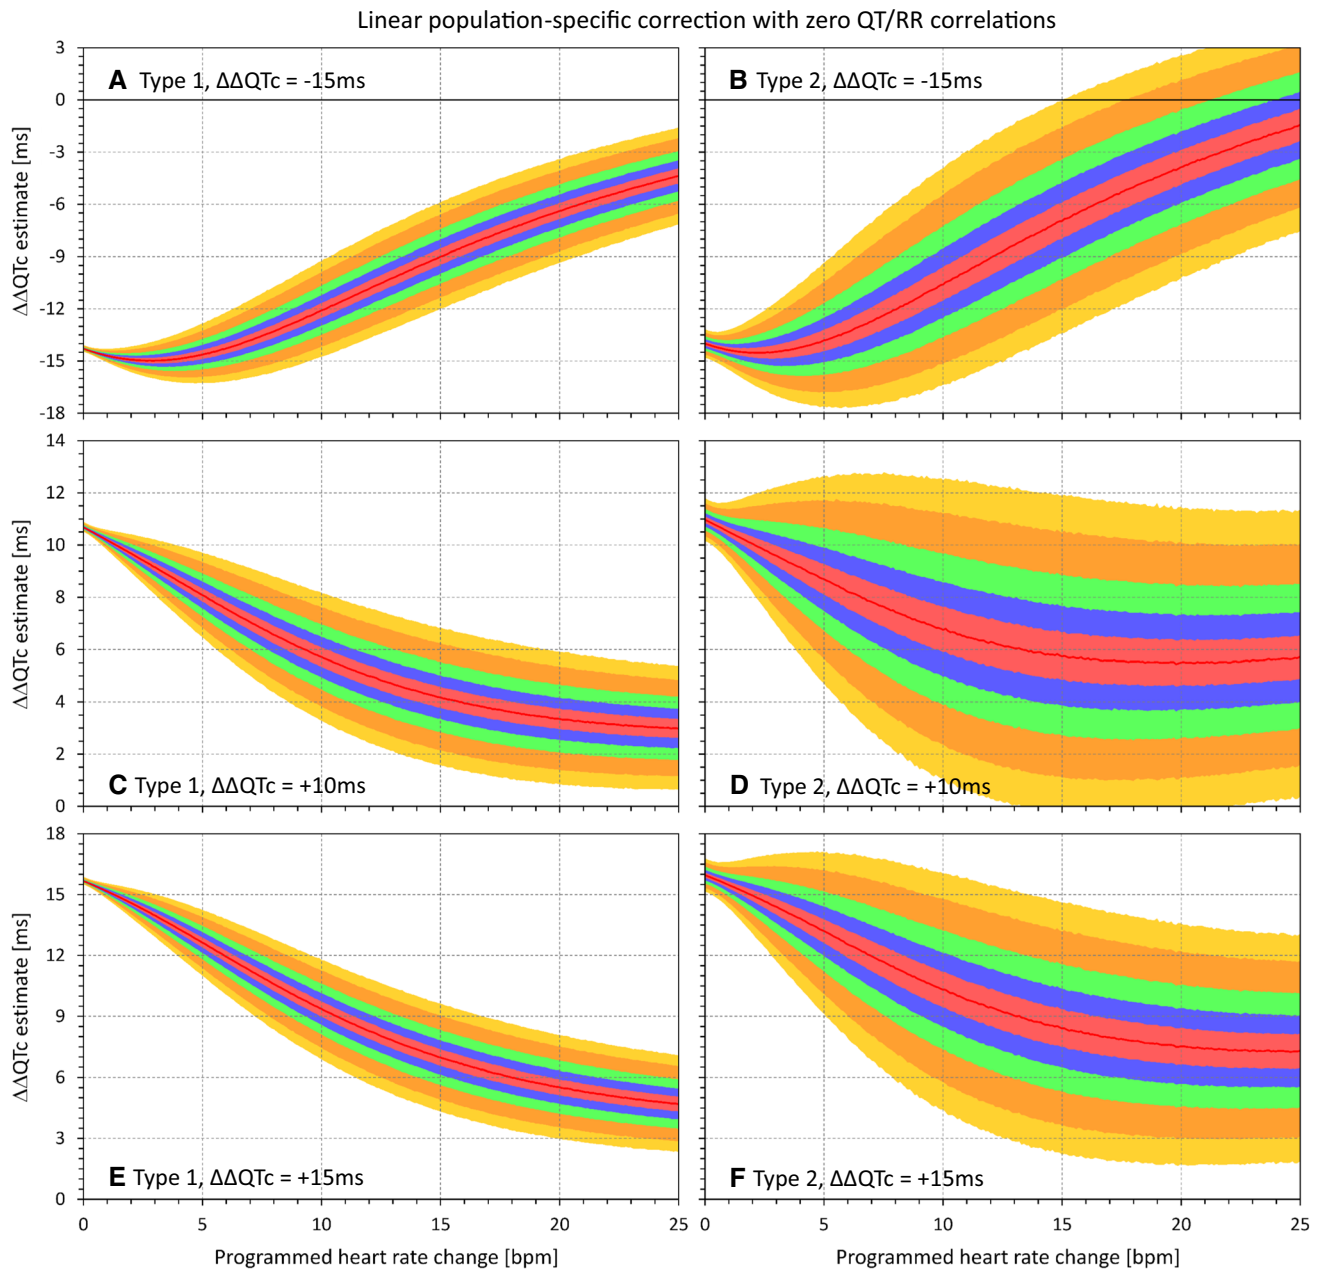 Linear population-specific correction with zero QT/RR correlations
A Type 1, ΔΔQTc = -15ms
B Type 2, ΔΔQTc = -15ms
ΔΔQTc estimate [ms]
3
0
-3
-6
-9
-12
-15
-18
C Type 1, ΔΔQTc = +10ms
D Type 2, ΔΔQTc = +10ms
ΔΔQTc estimate [ms]
14
12
10
8
6
4
2
0
E Type 1, ΔΔQTc = +15ms
F Type 2, ΔΔQTc = +15ms
ΔΔQTc estimate [ms]
18
15
12
9
6
3
0
0 5 10 15 20 25
0 5 10 15 20 25
Programmed heart rate change [bpm]
Programmed heart rate change [bpm]